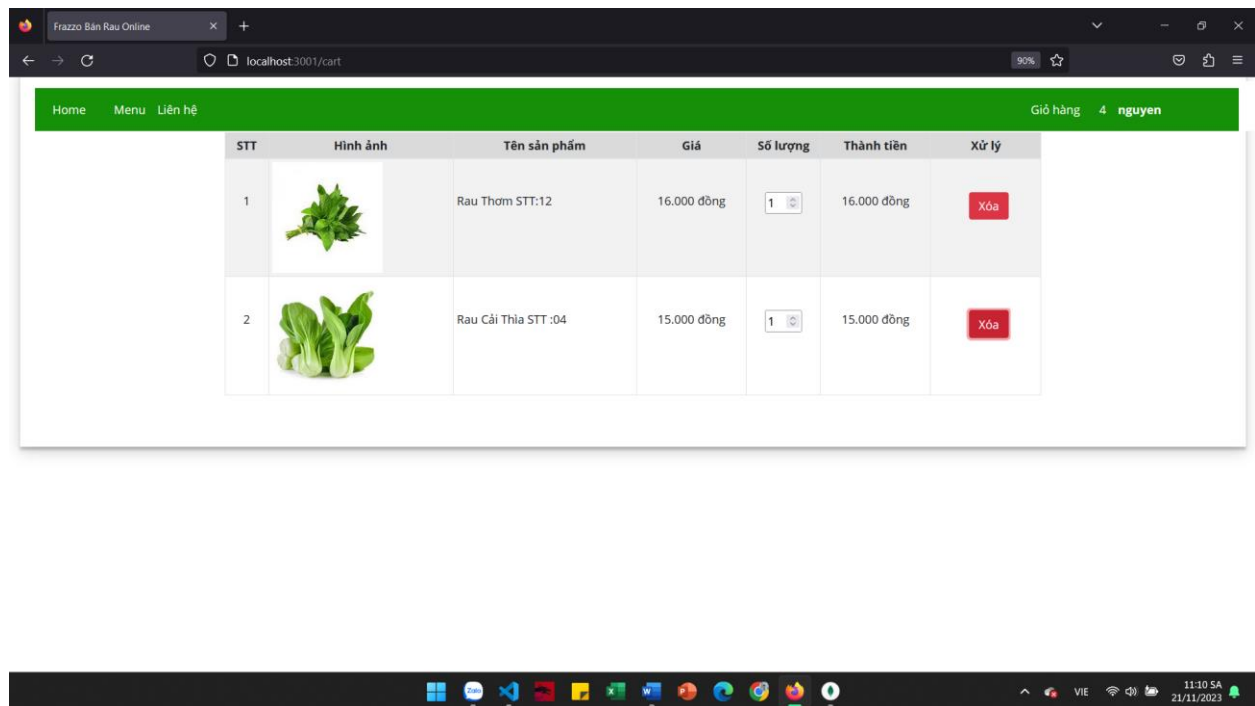 Frazzo Bán Rau Online
localhost:3001/cart
90%
Home Menu Liên hệ Giỏ hàng 4 nguyen
STT Hình ảnh Tên sản phẩm Giá Số lượng Thành tiền Xử lý
1 Rau Thơm STT:12 16.000 đồng 1 16.000 đồng Xóa
2 Rau Cải Thìa STT :04 15.000 đồng 1 15.000 đồng Xóa
Zalo
VIE
11:10 SA
21/11/2023